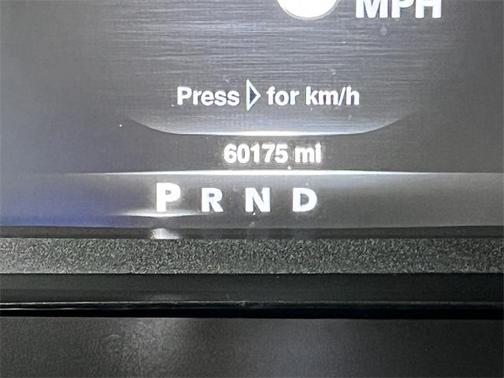 MPH
Press ▷ for km/h
60175 mi
P R N D